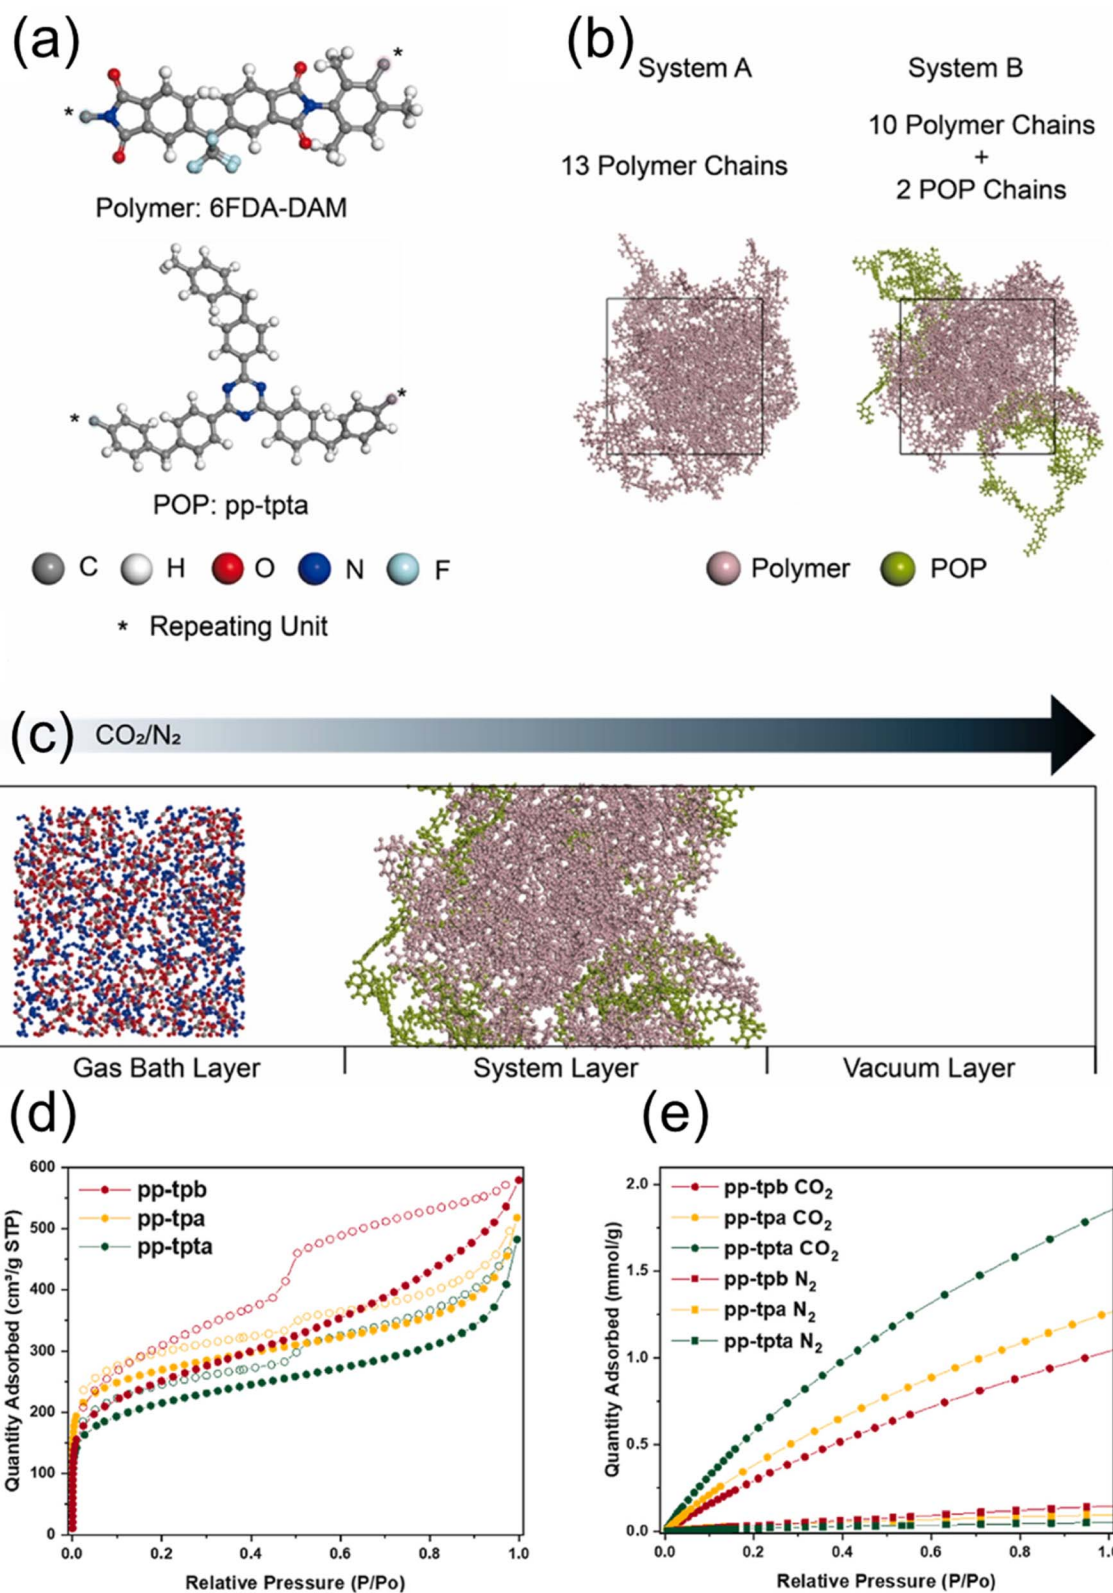 (a)
*
*
Polymer: 6FDA-DAM
*
*
POP: pp-tpta
C H O N F
* Repeating Unit
(b)
System A
System B
13 Polymer Chains
10 Polymer Chains
+
2 POP Chains
Polymer POP
(c)
CO₂/N₂
Gas Bath Layer System Layer Vacuum Layer
(d)
Quantity Adsorbed (cm³/g STP)
600
500
400
300
200
100
0
pp-tpb
pp-tpa
pp-tpta
0.0 0.2 0.4 0.6 0.8 1.0
Relative Pressure (P/Po)
(e)
Quantity Adsorbed (mmol/g)
2.0
1.5
1.0
0.5
0.0
pp-tpb CO₂
pp-tpa CO₂
pp-tpta CO₂
pp-tpb N₂
pp-tpa N₂
pp-tpta N₂
0.0 0.2 0.4 0.6 0.8 1.0
Relative Pressure (P/Po)